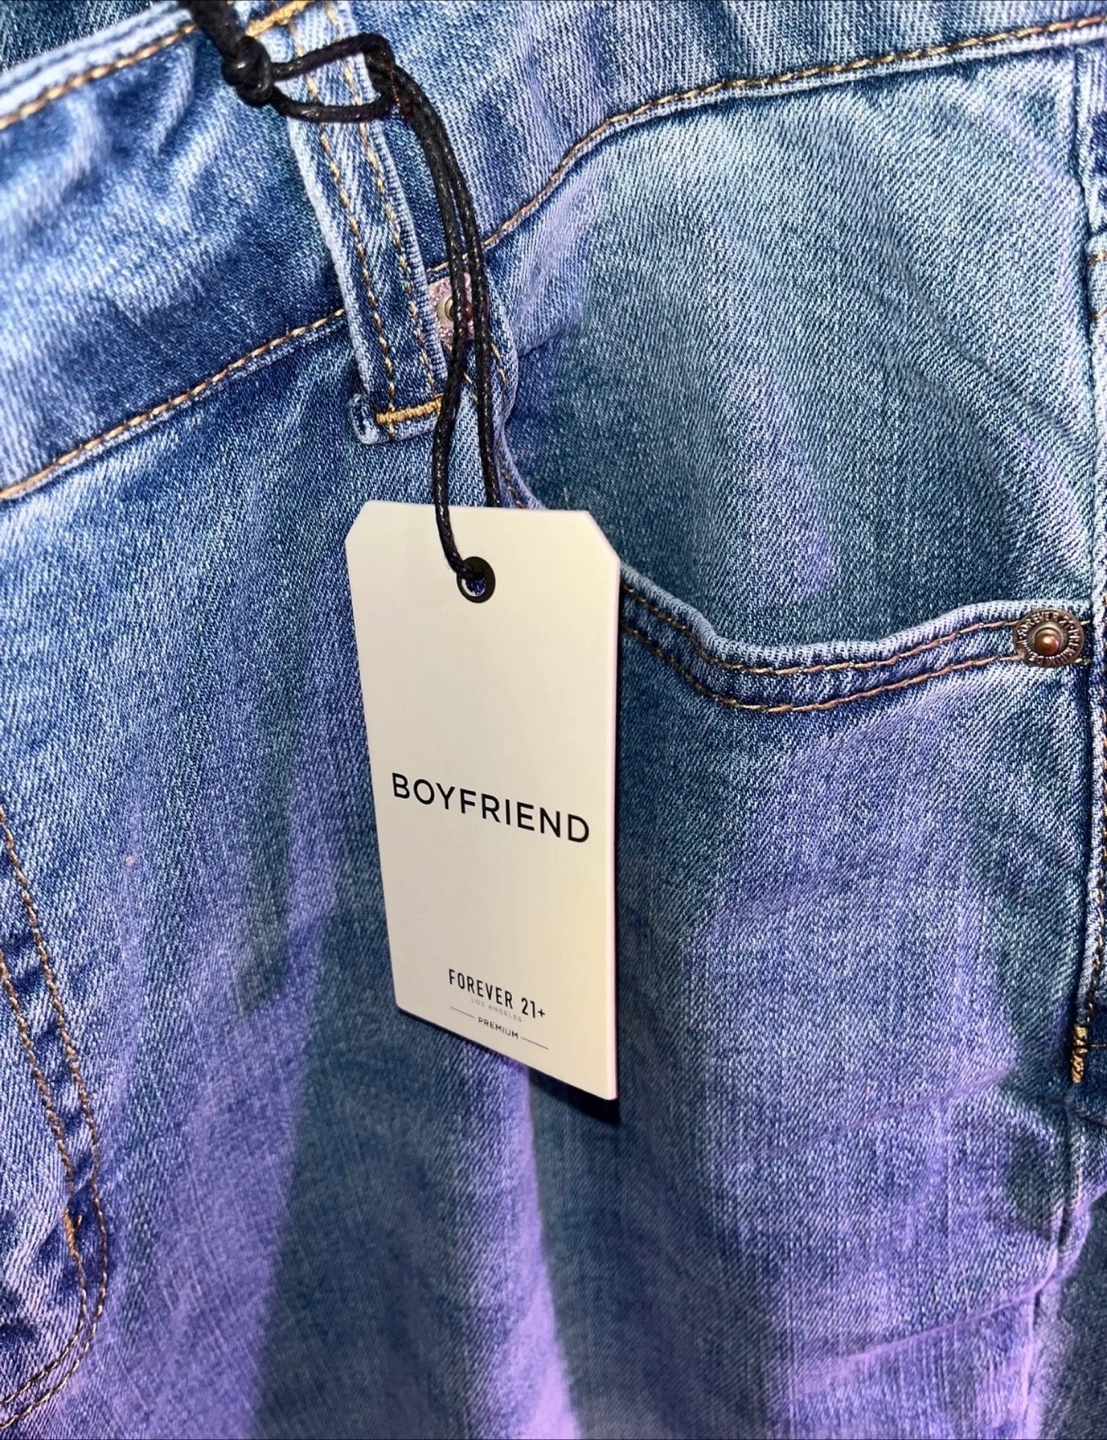 BOYFRIEND
FOREVER 21+
LOS ANGELES
PREMIUM